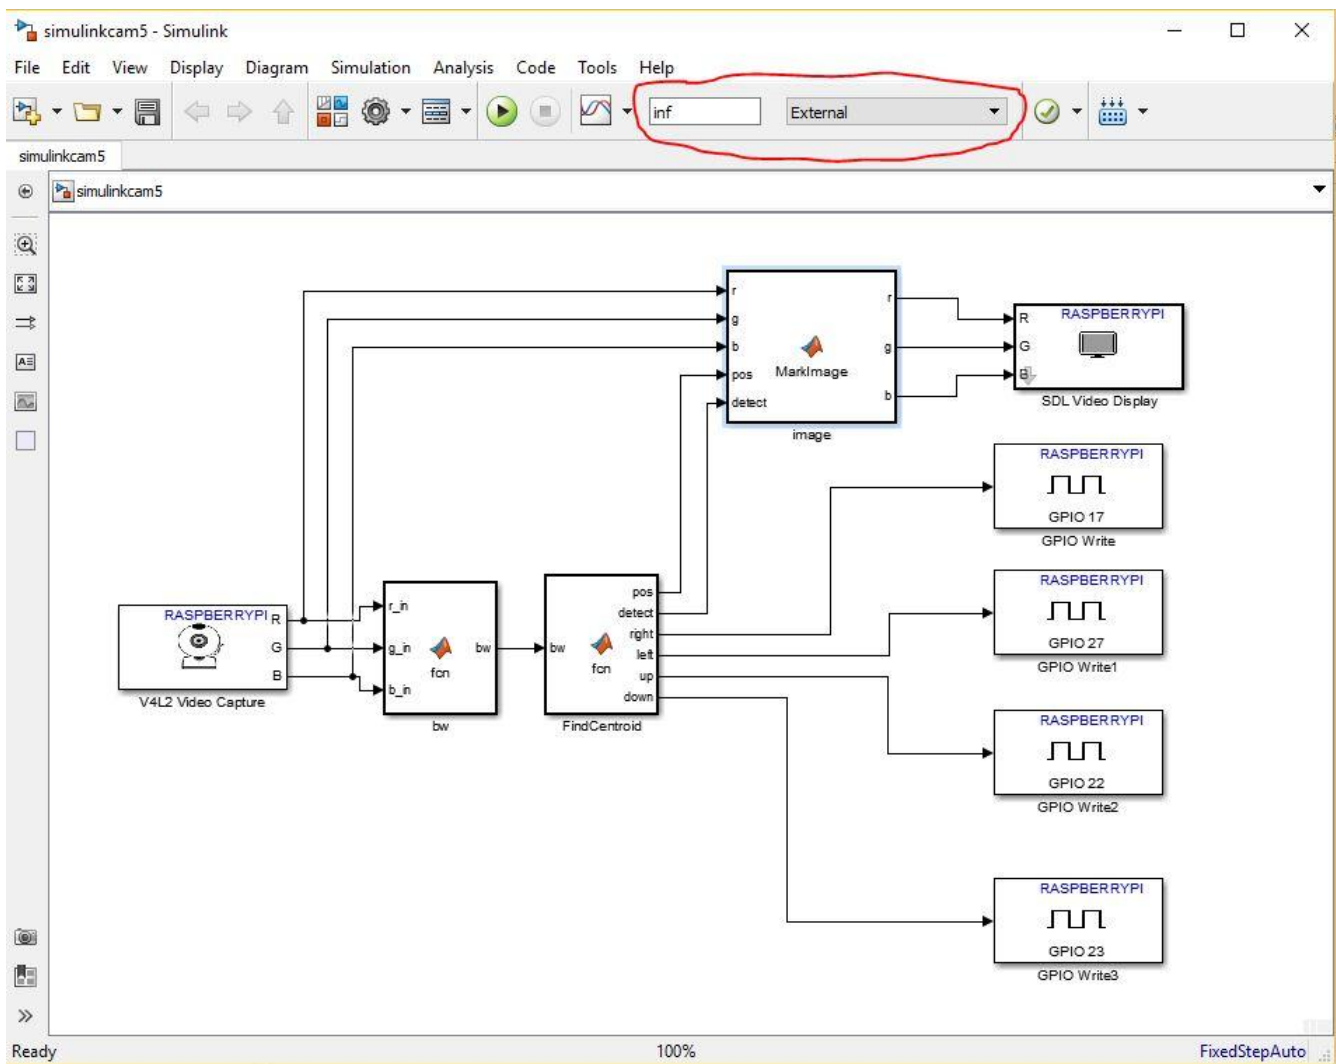 simulinkcam5 - Simulink
File Edit View Display Diagram Simulation Analysis Code Tools Help
inf External
simulinkcam5
simulinkcam5
r
g
b
pos
detect
MarkImage
r
g
b
image
RASPBERRYPI
R
G
B
SDL Video Display
RASPBERRYPI
GPIO 17
GPIO Write
RASPBERRYPI
GPIO 27
GPIO Write1
RASPBERRYPI
GPIO 22
GPIO Write2
RASPBERRYPI
GPIO 23
GPIO Write3
RASPBERRYPI
R
G
B
V4L2 Video Capture
r_in
g_in
b_in
fcn
bw
bw
bw
fcn
pos
detect
right
left
up
down
FindCentroid
Ready 100% FixedStepAuto